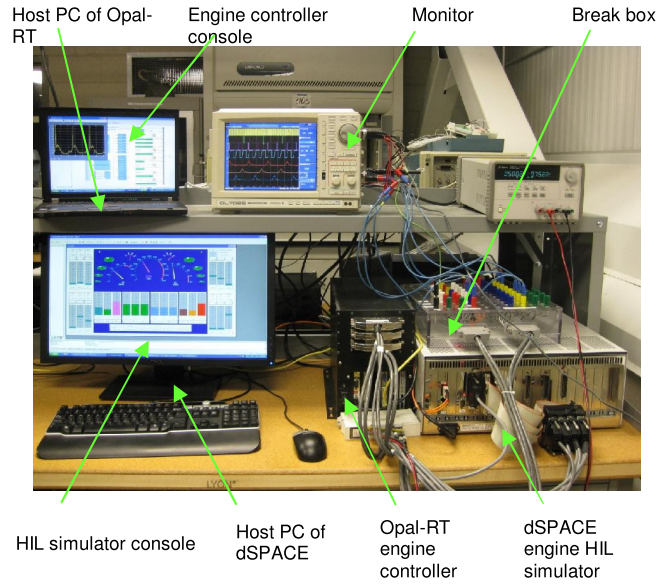 Host PC of Opal-
RT
Engine controller
console
Monitor
Break box
LYON
HIL simulator console
Host PC of
dSPACE
Opal-RT
engine
controller
dSPACE
engine HIL
simulator